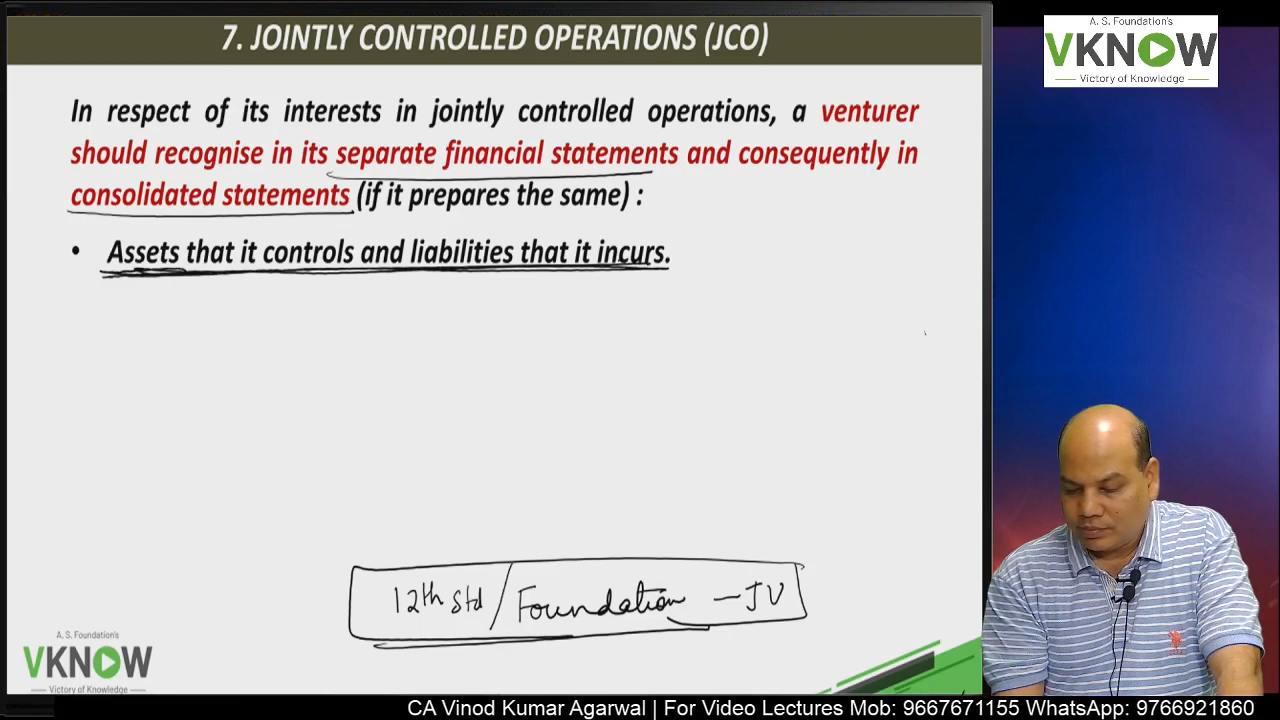 7. JOINTLY CONTROLLED OPERATIONS (JCO)
A. S. Foundation's
VKNOW
Victory of Knowledge
In respect of its interests in jointly controlled operations, a venturer
should recognise in its separate financial statements and consequently in
consolidated statements (if it prepares the same) :
• Assets that it controls and liabilities that it incurs.
12th Std / Foundation – JV
A. S. Foundation's
VKNOW
Victory of Knowledge
CA Vinod Kumar Agarwal | For Video Lectures Mob: 9667671155 WhatsApp: 9766921860